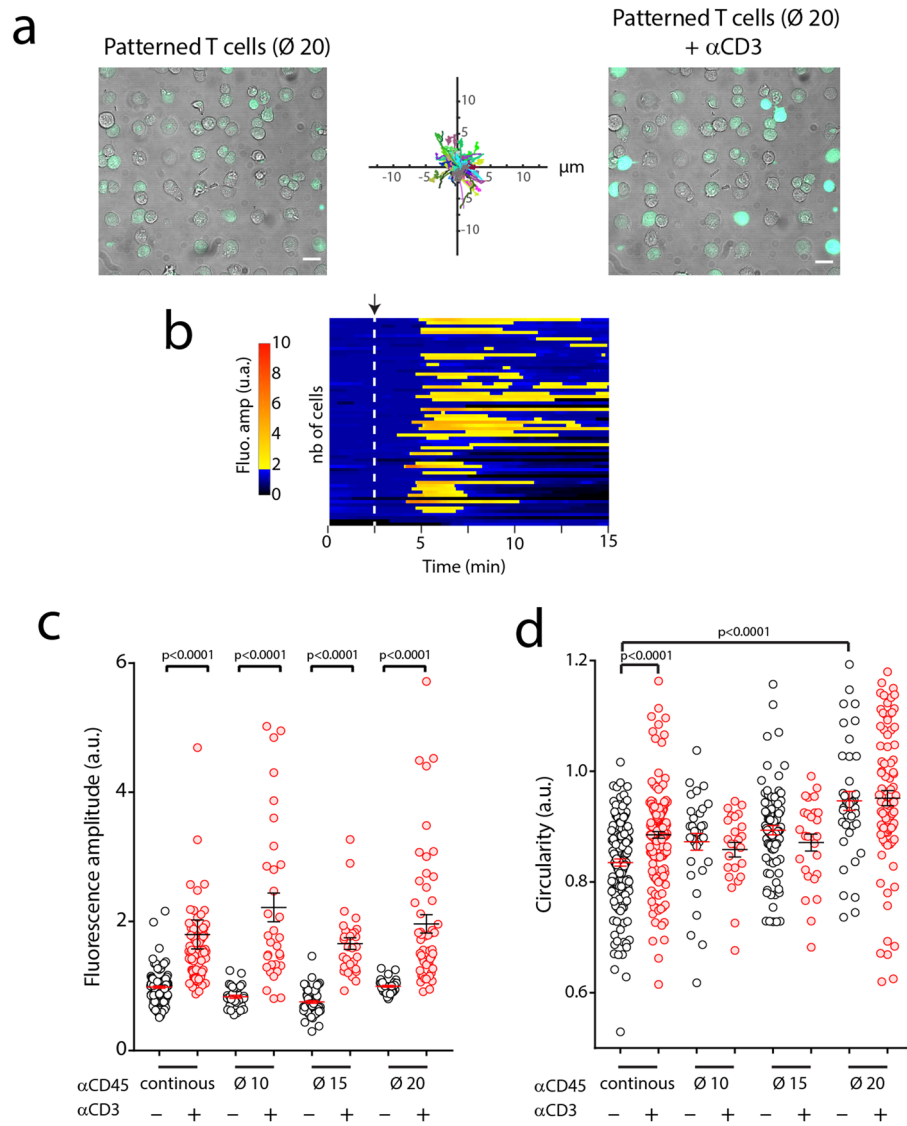 a
Patterned T cells (Ø 20)
Patterned T cells (Ø 20)
+ αCD3
10
5
-10
-5
5
10
μm
-5
-10
b
Fluo. amp (u.a.)
10
8
6
4
2
0
nb of cells
0
5
10
15
Time (min)
c
Fluorescence amplitude (a.u.)
6
4
2
0
p<0.0001
p<0.0001
p<0.0001
p<0.0001
αCD45 continous Ø 10 Ø 15 Ø 20
αCD3 – + – + – + – +
d
Circularity (a.u.)
1.2
1.0
0.8
0.6
p<0.0001
p<0.0001
αCD45 continous Ø 10 Ø 15 Ø 20
αCD3 – + – + – + – +